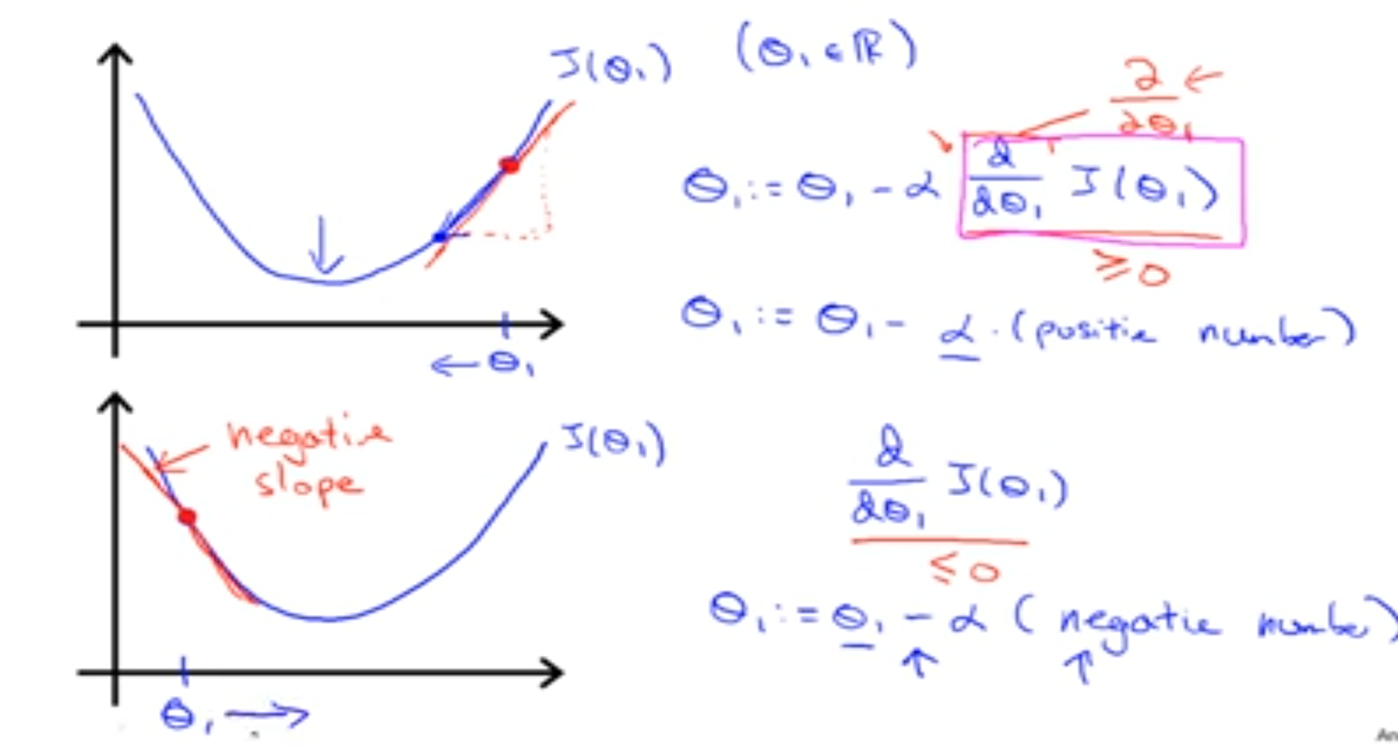 J(θ₁) (θ₁ ∈ ℝ)
∂/∂θ₁ ←
θ₁ := θ₁ - α d/dθ₁ J(θ₁)
≥ 0
θ₁ := θ₁ - α · (positive number)
← θ₁
negative
slope
J(θ₁)
d/dθ₁ J(θ₁)
≤ 0
θ₁ := θ₁ - α (negative number)
θ₁ →
An